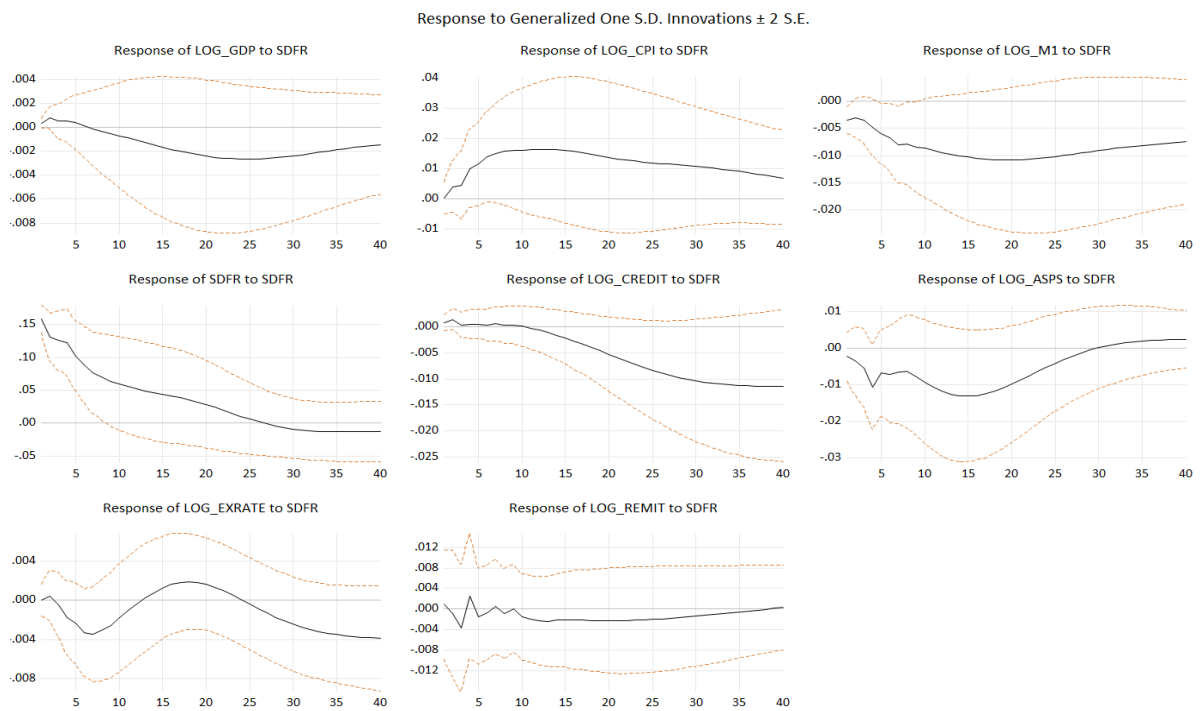 Response to Generalized One S.D. Innovations ± 2 S.E.
Response of LOG_GDP to SDFR
.004
.002
.000
-.002
-.004
-.006
-.008
5 10 15 20 25 30 35 40
Response of LOG_CPI to SDFR
.04
.03
.02
.01
.00
-.01
5 10 15 20 25 30 35 40
Response of LOG_M1 to SDFR
.000
-.005
-.010
-.015
-.020
5 10 15 20 25 30 35 40
Response of SDFR to SDFR
.15
.10
.05
.00
-.05
5 10 15 20 25 30 35 40
Response of LOG_CREDIT to SDFR
.000
-.005
-.010
-.015
-.020
-.025
5 10 15 20 25 30 35 40
Response of LOG_ASPS to SDFR
.01
.00
-.01
-.02
-.03
5 10 15 20 25 30 35 40
Response of LOG_EXRATE to SDFR
.004
.000
-.004
-.008
5 10 15 20 25 30 35 40
Response of LOG_REMIT to SDFR
.012
.008
.004
.000
-.004
-.008
-.012
5 10 15 20 25 30 35 40